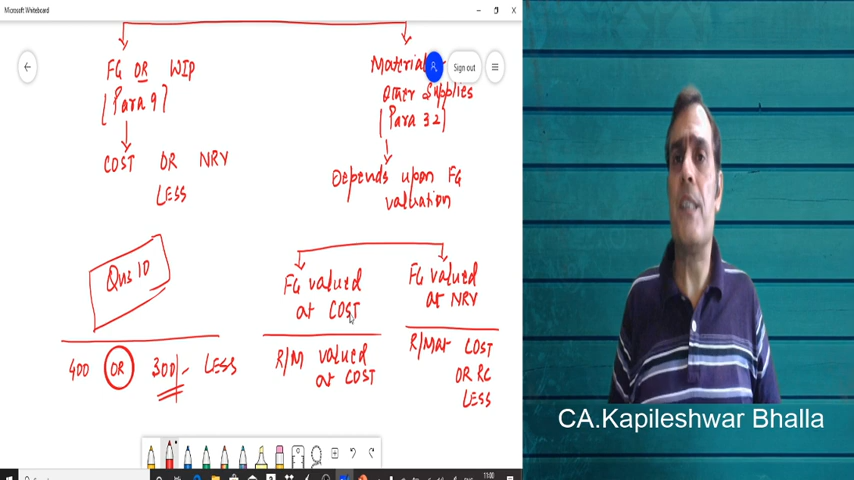 Microsoft Whiteboard
Sign out
FG OR WIP
[Para 9]
COST OR NRV
LESS
Material
Other Supplies
[Para 32]
Depends upon FG
valuation
Qus 10
400 OR 300/- LESS
FG valued
at COST
R/M valued
at COST
FG valued
at NRV
R/Mat COST
OR RC
LESS
CA.Kapileshwar Bhalla
11:00